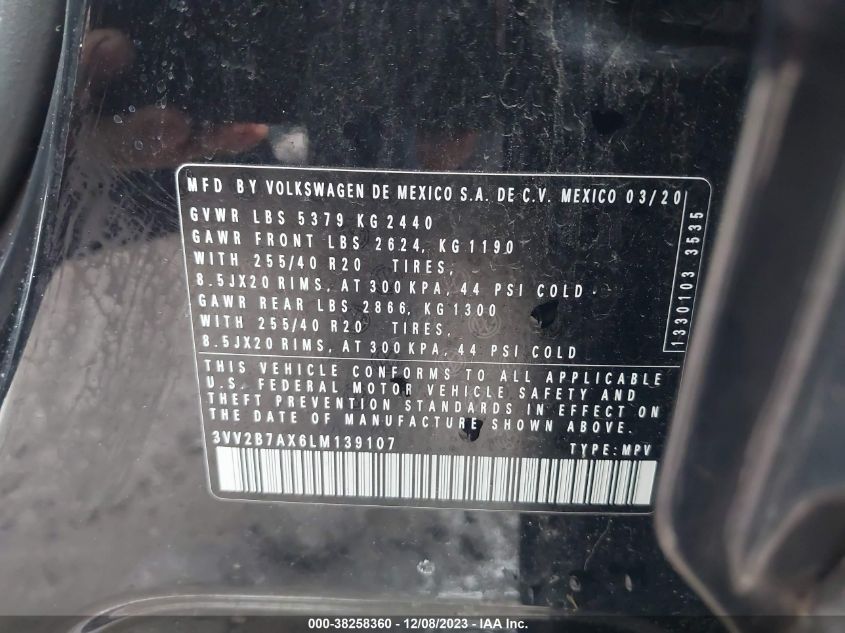 MFD BY VOLKSWAGEN DE MEXICO S.A. DE C.V. MEXICO 03/20
GVWR LBS 5379 KG 2440
GAWR FRONT LBS 2624, KG 1190
WITH 255/40 R20 TIRES,
8.5JX20 RIMS, AT 300 KPA, 44 PSI COLD
GAWR REAR LBS 2866, KG 1300
WITH 255/40 R20 TIRES,
8.5JX20 RIMS, AT 300 KPA, 44 PSI COLD
1330103 3535
THIS VEHICLE CONFORMS TO ALL APPLICABLE
U.S. FEDERAL MOTOR VEHICLE SAFETY AND
THEFT PREVENTION STANDARDS IN EFFECT ON
THE DATE OF MANUFACTURE SHOWN ABOVE.
3VV2B7AX6LM139107 TYPE: MPV
000-38258360 - 12/08/2023 - IAA Inc.